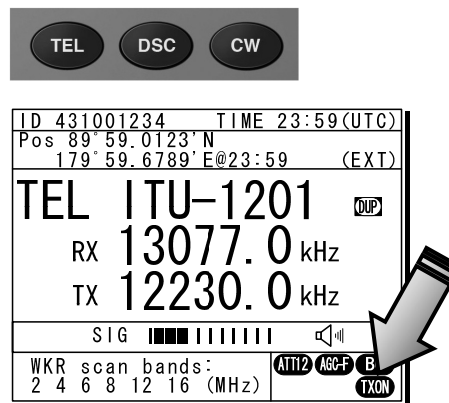 TEL DSC CW
ID 431001234 TIME 23:59(UTC)
Pos 89°59.0123'N
179°59.6789'E@23:59 (EXT)
TEL ITU-1201 DUP
RX 13077.0 kHz
TX 12230.0 kHz
SIG
WKR scan bands: ATT12 AGC-F
2 4 6 8 12 16 (MHz) TXON